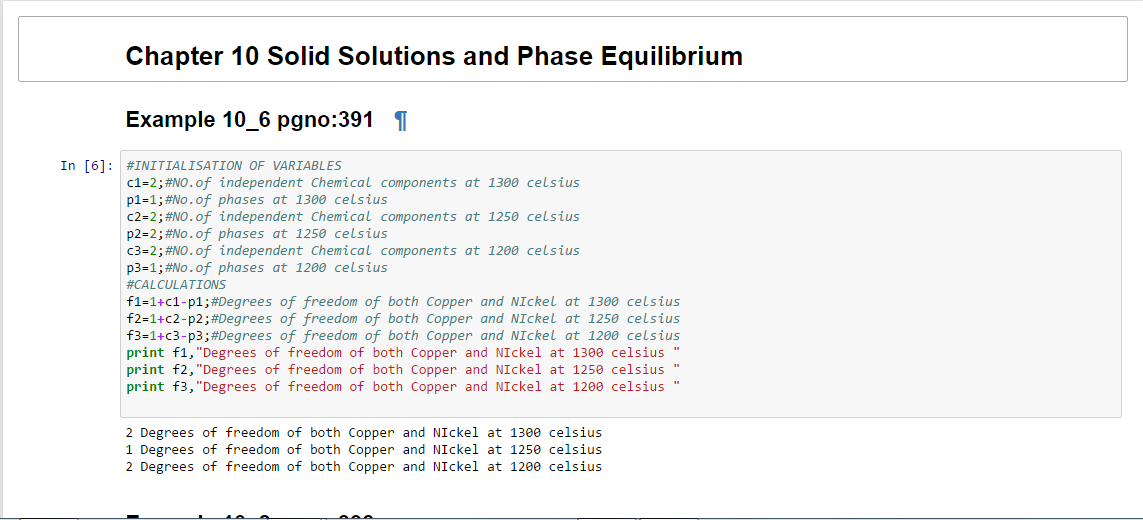 Chapter 10 Solid Solutions and Phase Equilibrium
Example 10_6 pgno:391 ¶
In [6]:
#INITIALISATION OF VARIABLES
c1=2;#NO.of independent Chemical components at 1300 celsius
p1=1;#No.of phases at 1300 celsius
c2=2;#NO.of independent Chemical components at 1250 celsius
p2=2;#No.of phases at 1250 celsius
c3=2;#NO.of independent Chemical components at 1200 celsius
p3=1;#No.of phases at 1200 celsius
#CALCULATIONS
f1=1+c1-p1;#Degrees of freedom of both Copper and NIckel at 1300 celsius
f2=1+c2-p2;#Degrees of freedom of both Copper and NIckel at 1250 celsius
f3=1+c3-p3;#Degrees of freedom of both Copper and NIckel at 1200 celsius
print f1,"Degrees of freedom of both Copper and NIckel at 1300 celsius "
print f2,"Degrees of freedom of both Copper and NIckel at 1250 celsius "
print f3,"Degrees of freedom of both Copper and NIckel at 1200 celsius "
2 Degrees of freedom of both Copper and NIckel at 1300 celsius
1 Degrees of freedom of both Copper and NIckel at 1250 celsius
2 Degrees of freedom of both Copper and NIckel at 1200 celsius